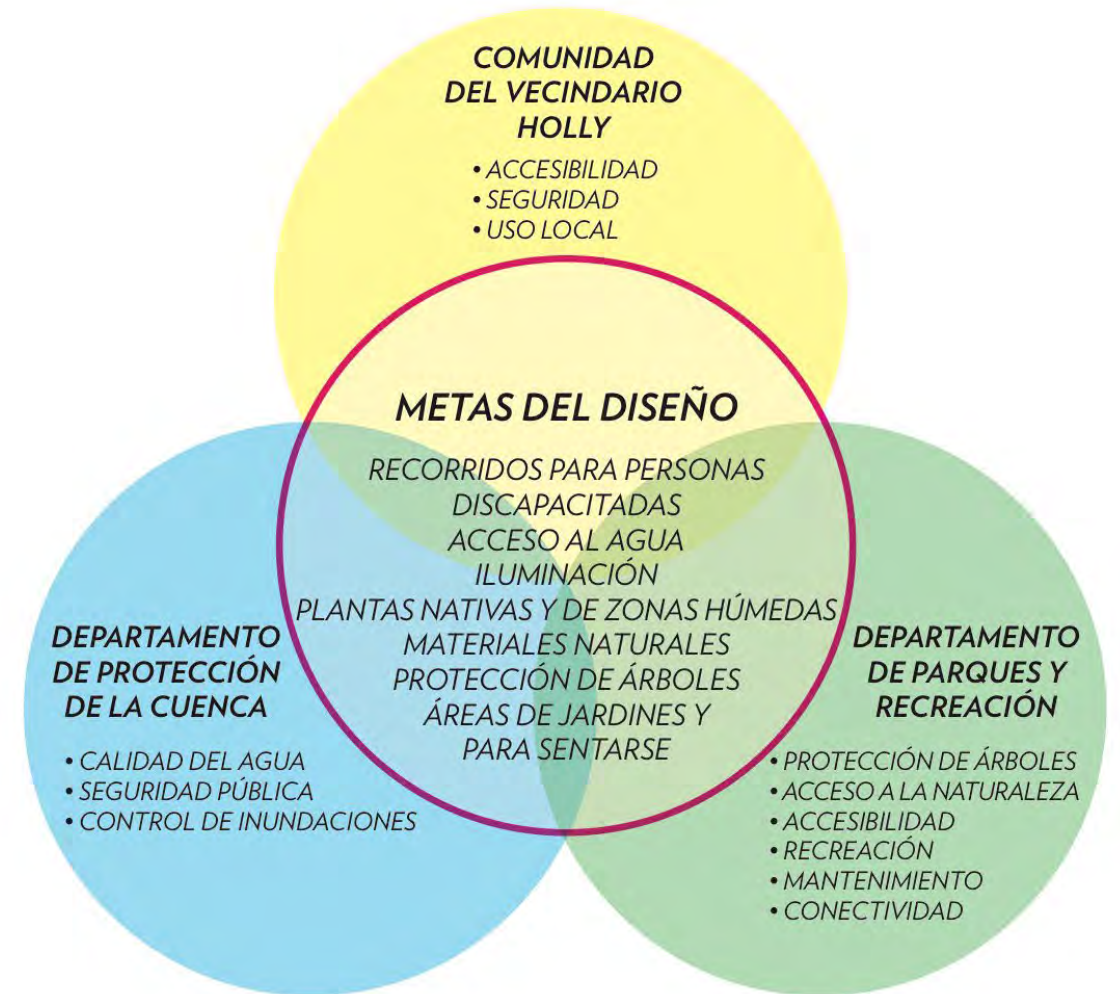 COMUNIDAD
DEL VECINDARIO
HOLLY
• ACCESIBILIDAD
• SEGURIDAD
• USO LOCAL
METAS DEL DISEÑO
RECORRIDOS PARA PERSONAS
DISCAPACITADAS
ACCESO AL AGUA
ILUMINACIÓN
PLANTAS NATIVAS Y DE ZONAS HÚMEDAS
MATERIALES NATURALES
PROTECCIÓN DE ÁRBOLES
ÁREAS DE JARDINES Y
PARA SENTARSE
DEPARTAMENTO
DE PROTECCIÓN
DE LA CUENCA
• CALIDAD DEL AGUA
• SEGURIDAD PÚBLICA
• CONTROL DE INUNDACIONES
DEPARTAMENTO
DE PARQUES Y
RECREACIÓN
• PROTECCIÓN DE ÁRBOLES
• ACCESO A LA NATURALEZA
• ACCESIBILIDAD
• RECREACIÓN
• MANTENIMIENTO
• CONECTIVIDAD